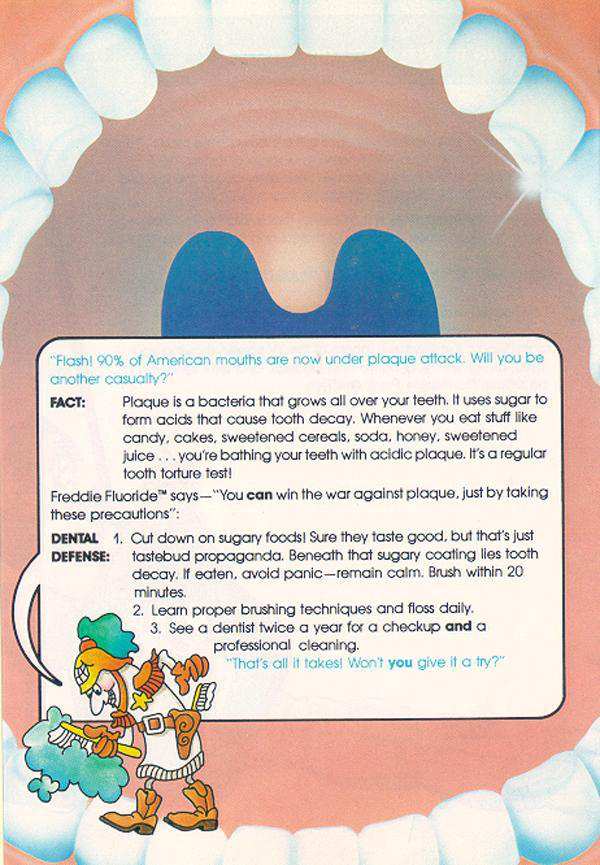 "Flash! 90% of American mouths are now under plaque attack. Will you be
another casualty?"
FACT: Plaque is a bacteria that grows all over your teeth. It uses sugar to
form acids that cause tooth decay. Whenever you eat stuff like
candy, cakes, sweetened cereals, soda, honey, sweetened
juice . . . you're bathing your teeth with acidic plaque. It's a regular
tooth torture test!
Freddie Fluoride™ says—"You can win the war against plaque, just by taking
these precautions":
DENTAL 1. Cut down on sugary foods! Sure they taste good, but that's just
DEFENSE: tastebud propaganda. Beneath that sugary coating lies tooth
decay. If eaten, avoid panic—remain calm. Brush within 20
minutes.
2. Learn proper brushing techniques and floss daily.
3. See a dentist twice a year for a checkup and a
professional cleaning.
"That's all it takes! Won't you give it a try?"